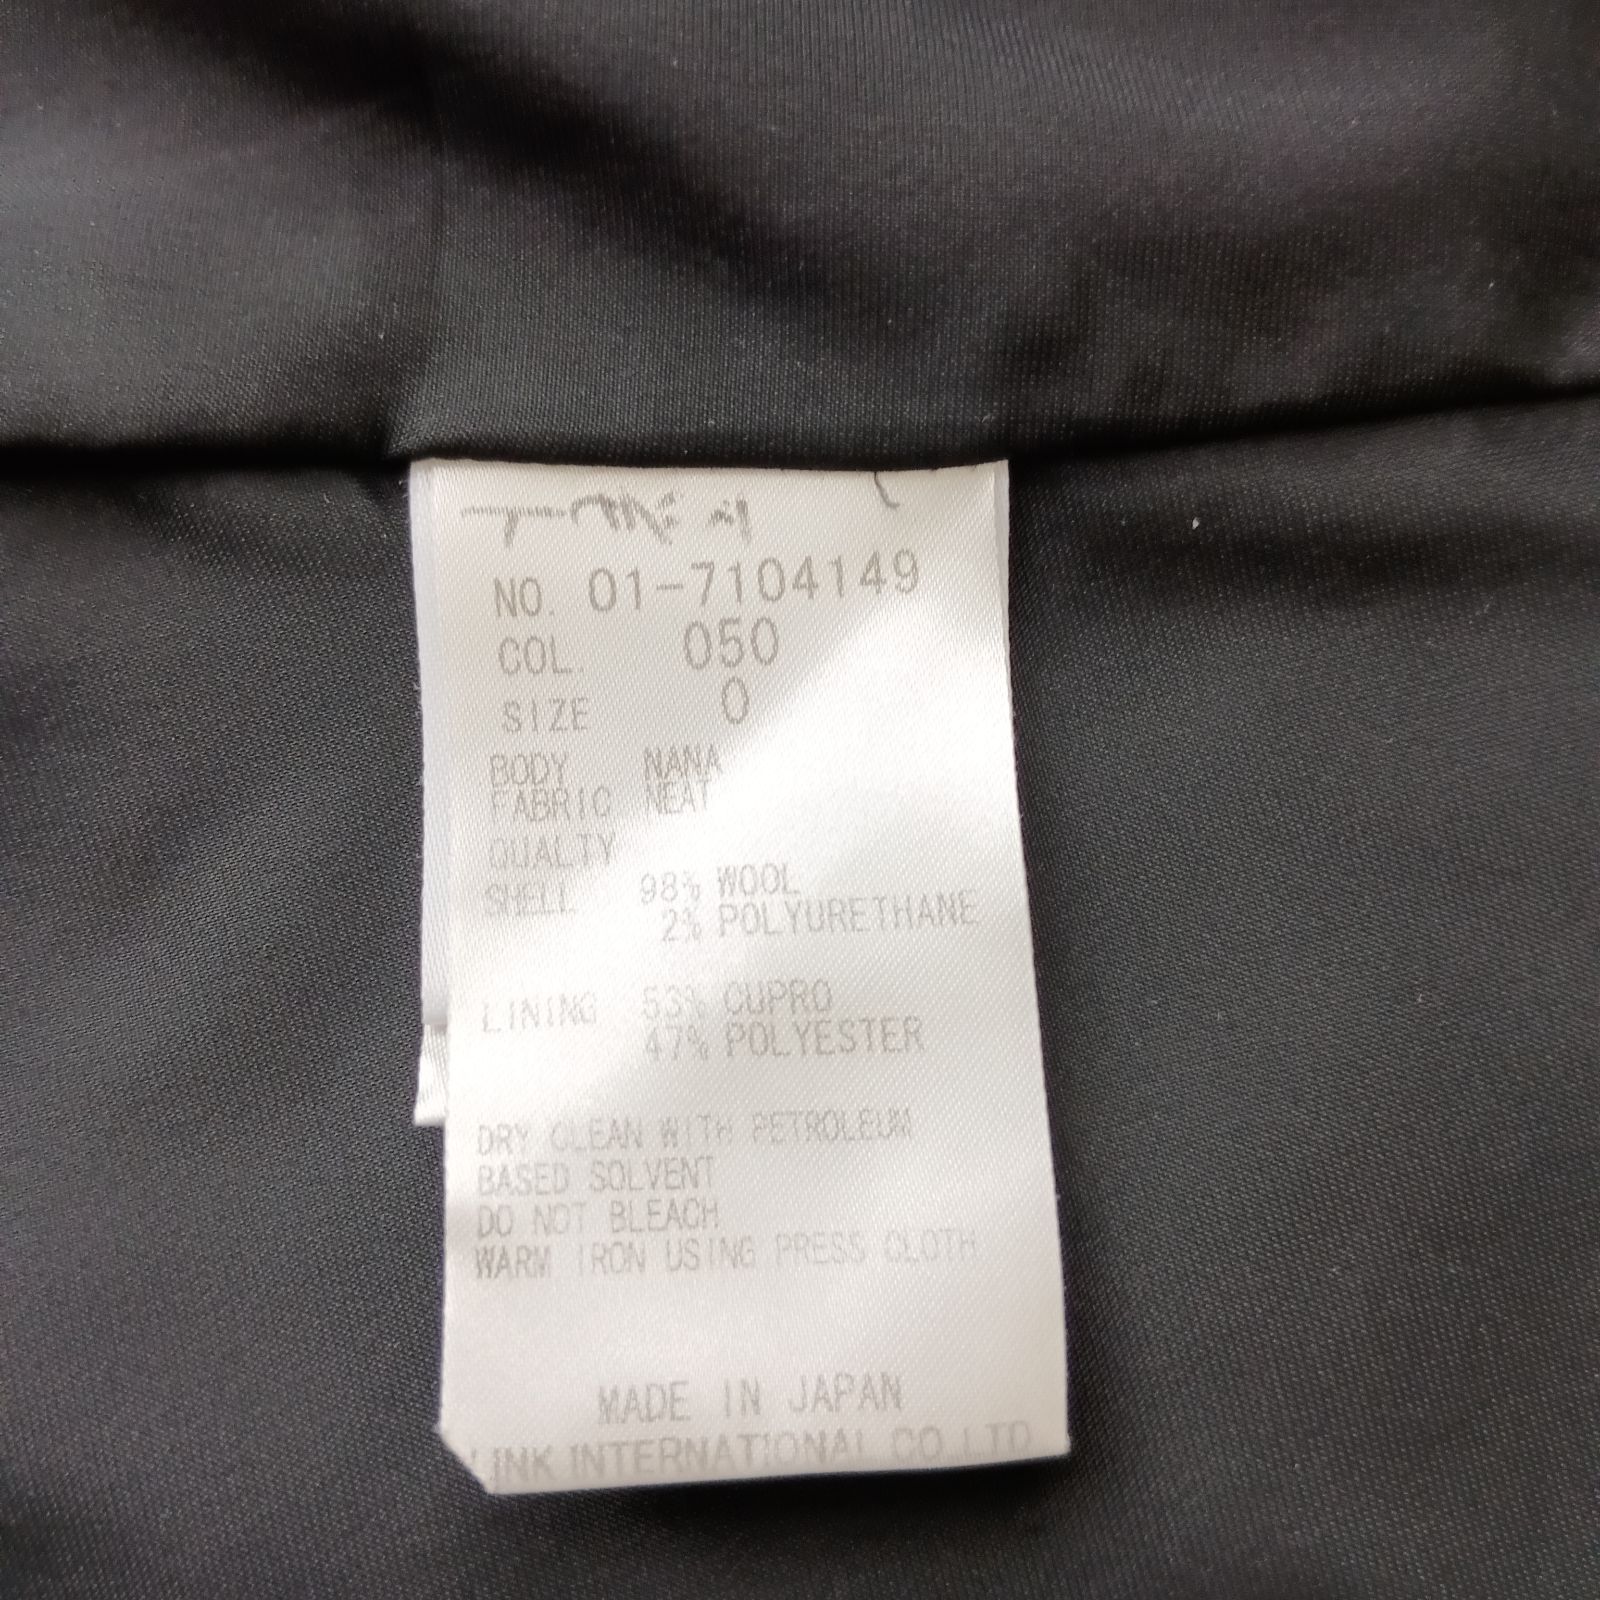 NO. 01-7104149
COL. 050
SIZE 0
BODY NANA
FABRIC NEAT
QUALTY
SHELL 98% WOOL
2% POLYURETHANE
LINING 53% CUPRO
47% POLYESTER
DRY CLEAN WITH PETROLEUM
BASED SOLVENT
DO NOT BLEACH
WARM IRON USING PRESS CLOTH
MADE IN JAPAN
LINK INTERNATIONAL CO LTD